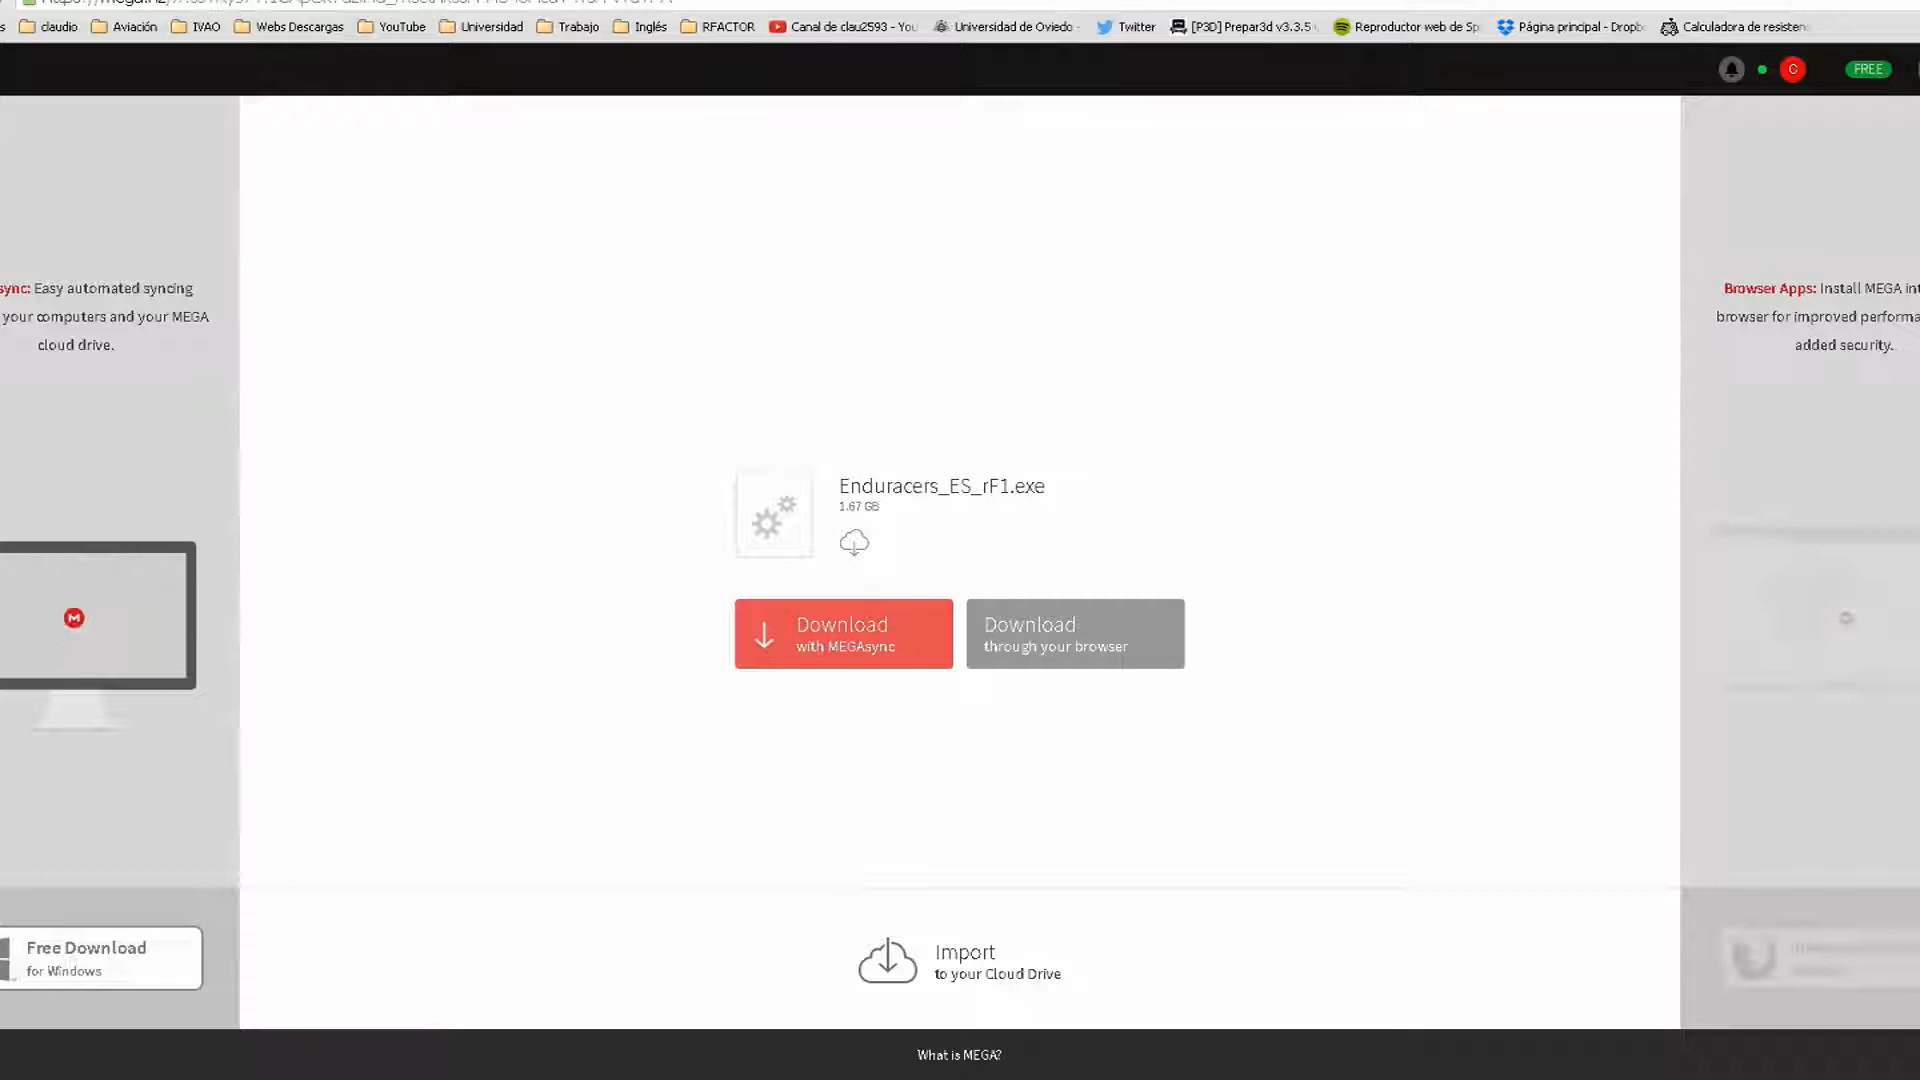 claudio Aviación IVAO Webs Descargas YouTube Universidad Trabajo Inglés RFACTOR Canal de clau2593 - You Universidad de Oviedo - Twitter [P3D] Prepar3d v3.3.5 Reproductor web de Sp Página principal - Dropb Calculadora de resisten
C FREE
sync: Easy automated syncing
your computers and your MEGA
cloud drive.
Browser Apps: Install MEGA int
browser for improved performa
added security.
Enduracers_ES_rF1.exe
1.67 GB
M
Download
with MEGAsync
Download
through your browser
Free Download
for Windows
Import
to your Cloud Drive
What is MEGA?